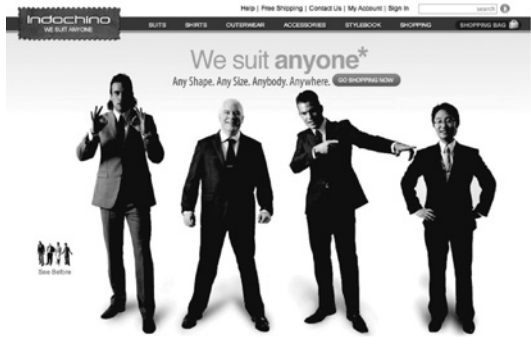 Help | Free Shipping | Contact Us | My Account | Sign In
search
Indochino
WE SUIT ANYONE
SUITS SHIRTS OUTERWEAR ACCESSORIES STYLEBOOK SHOPPING SHOPPING BAG
We suit anyone*
Any Shape. Any Size. Anybody. Anywhere. GO SHOPPING NOW
See Before